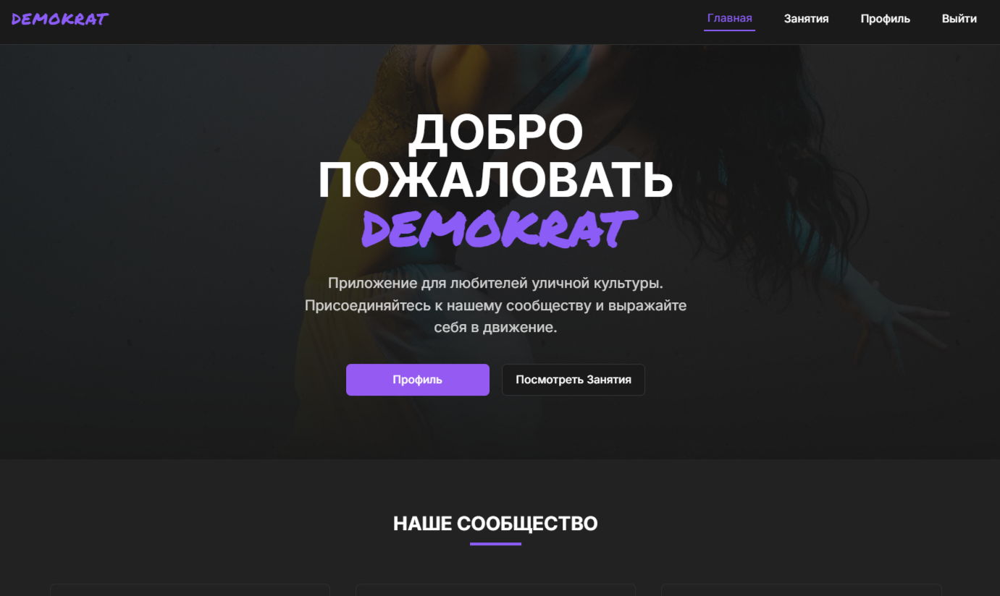 DEMOKRAT
Главная
Занятия
Профиль
Выйти
ДОБРО
ПОЖАЛОВАТЬ
DEMOKRAT
Приложение для любителей уличной культуры.
Присоединяйтесь к нашему сообществу и выражайте
себя в движение.
Профиль
Посмотреть Занятия
НАШЕ СООБЩЕСТВО